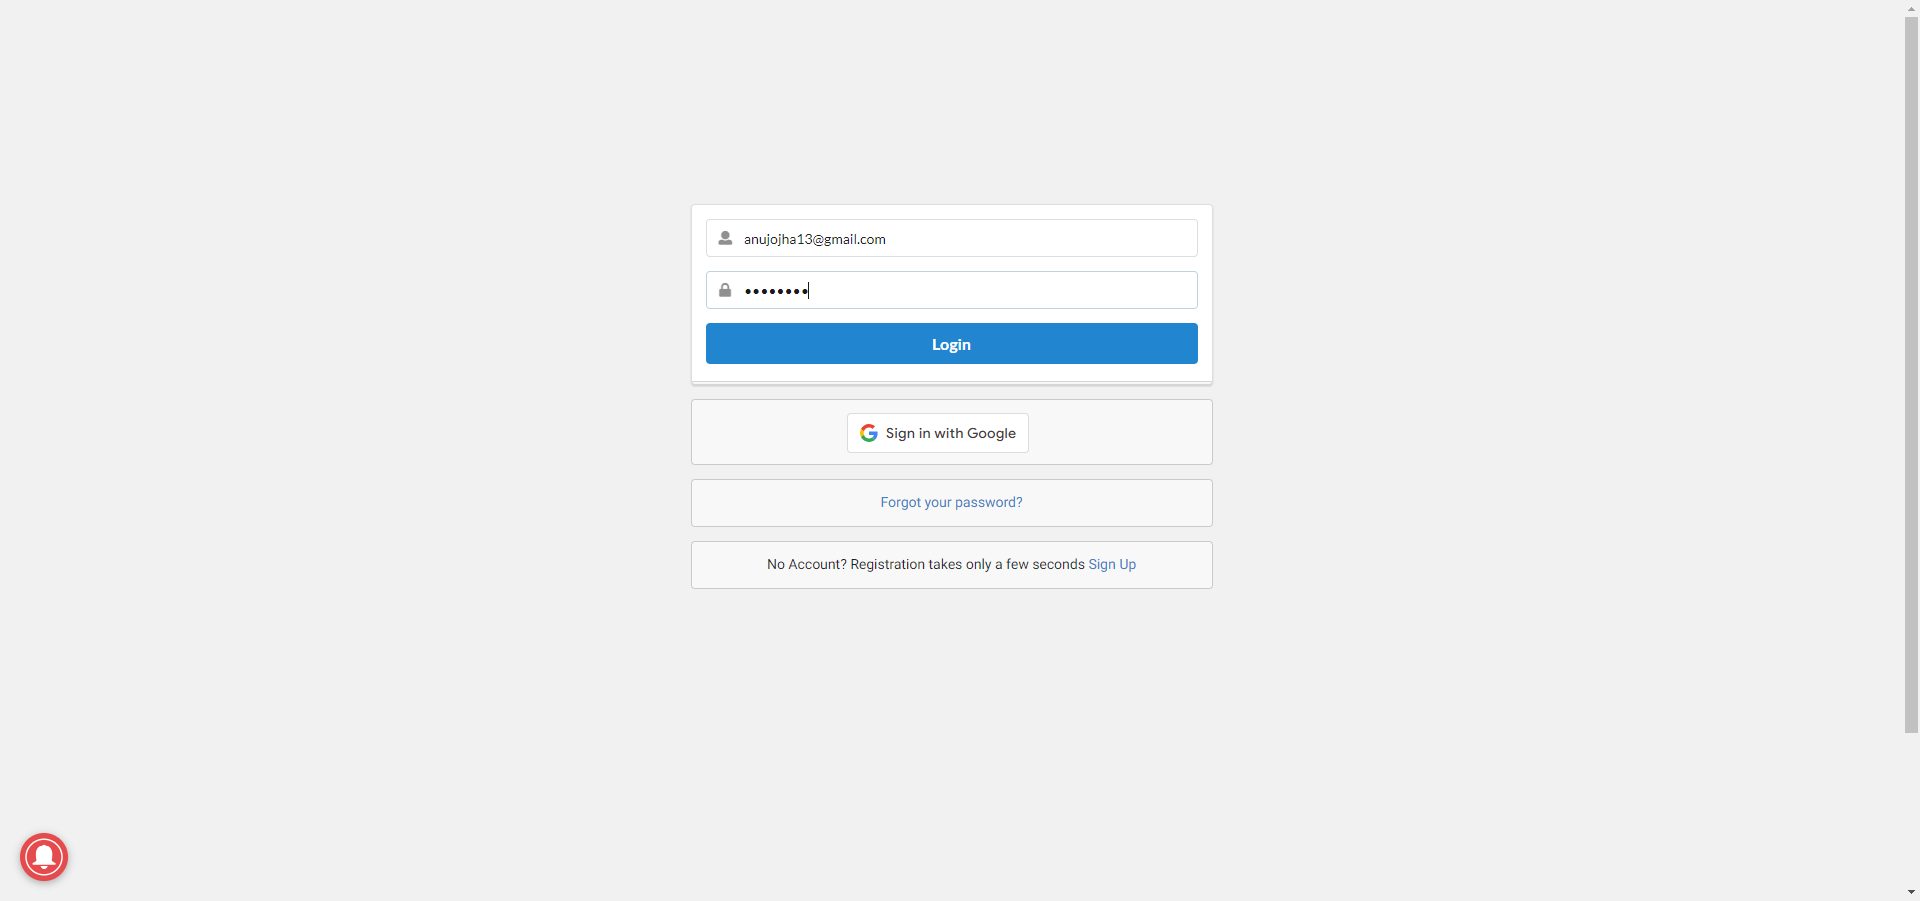 anujojha13@gmail.com
••••••••
Login
Sign in with Google
Forgot your password?
No Account? Registration takes only a few seconds Sign Up